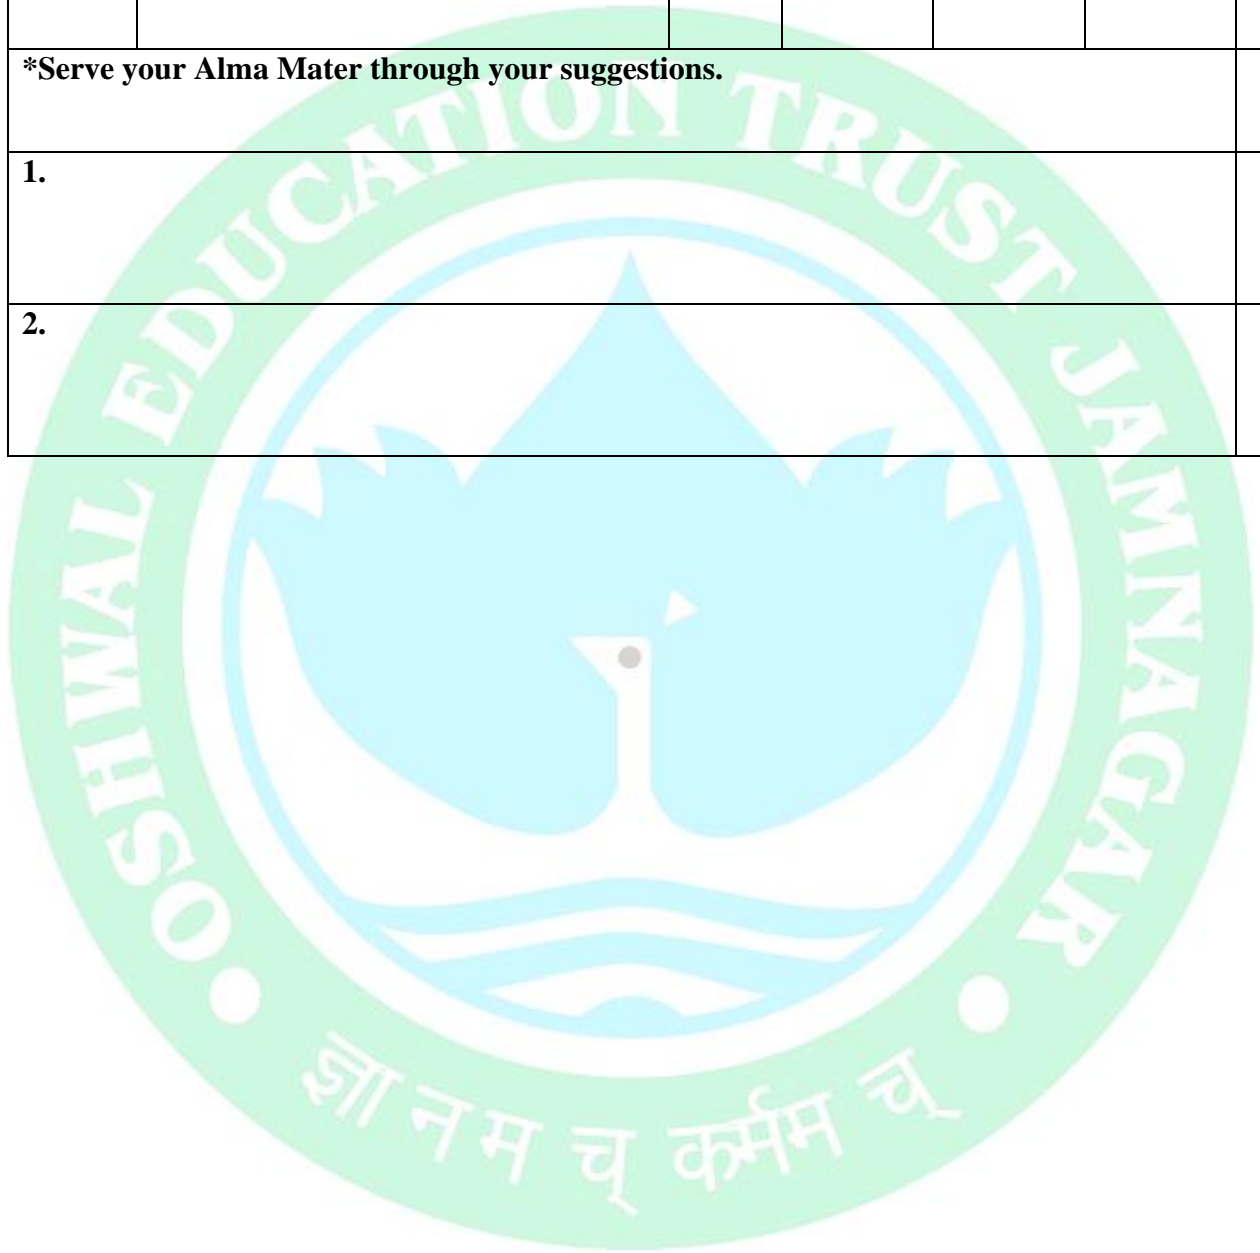 *Serve your Alma Mater through your suggestions.
1.
2.
OSHWAL EDUCATION TRUST JAMNAGAR
ज्ञानम च् कर्मम च्